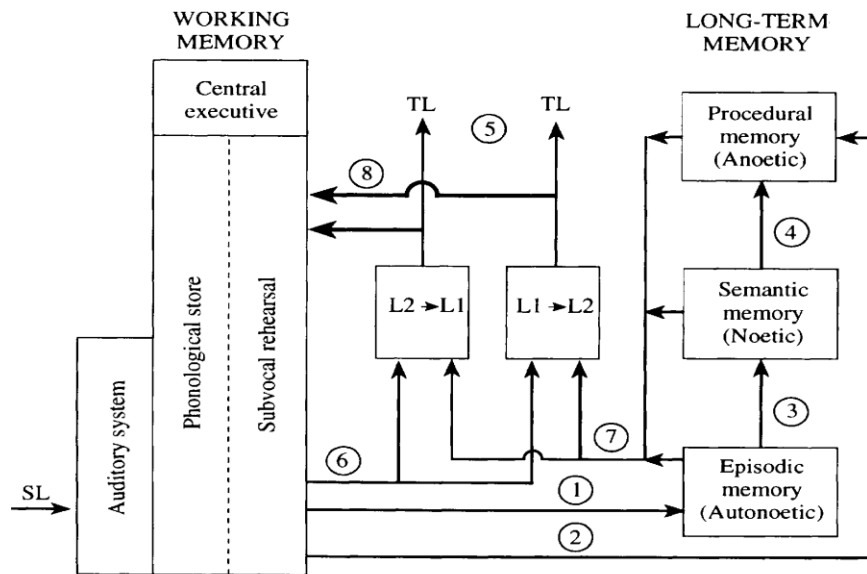 WORKING
MEMORY
LONG-TERM
MEMORY
Central
executive
TL
TL
5
Procedural
memory
(Anoetic)
8
4
Phonological store
Subvocal rehearsal
L2 → L1
L1 → L2
Semantic
memory
(Noetic)
Auditory system
3
7
6
Episodic
memory
(Autonoetic)
SL
1
2